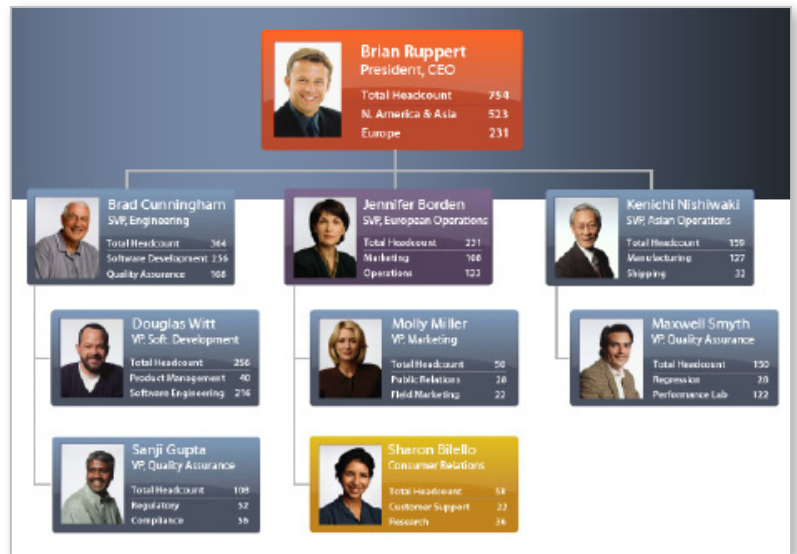 Brian Ruppert
President, CEO
Total Headcount 754
N. America & Asia 523
Europe 231
Brad Cunningham
SVP, Engineering
Total Headcount 364
Software Development 256
Quality Assurance 108
Jennifer Borden
SVP, European Operations
Total Headcount 231
Marketing 108
Operations 123
Kenichi Nishiwaki
SVP, Asian Operations
Total Headcount 159
Manufacturing 127
Shipping 32
Douglas Witt
VP, Soft. Development
Total Headcount 256
Product Management 40
Software Engineering 216
Molly Miller
VP, Marketing
Total Headcount 50
Public Relations 28
Field Marketing 22
Maxwell Smyth
VP, Quality Assurance
Total Headcount
Regression
Performance Lab 122
Sanji Gupta
VP, Quality Assurance
Total Headcount 108
Regulatory 52
Compliance 56
Sharon Bilello
Consumer Relations
Total Headcount 58
Customer Support 22
Research 36